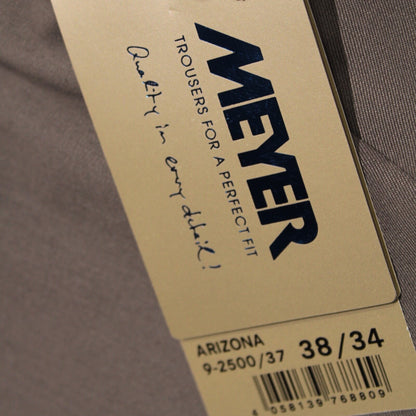 MEYER
TROUSERS FOR A PERFECT FIT
Quality in every detail!
ARIZONA
9-2500/37 38/34
4 058139 768809